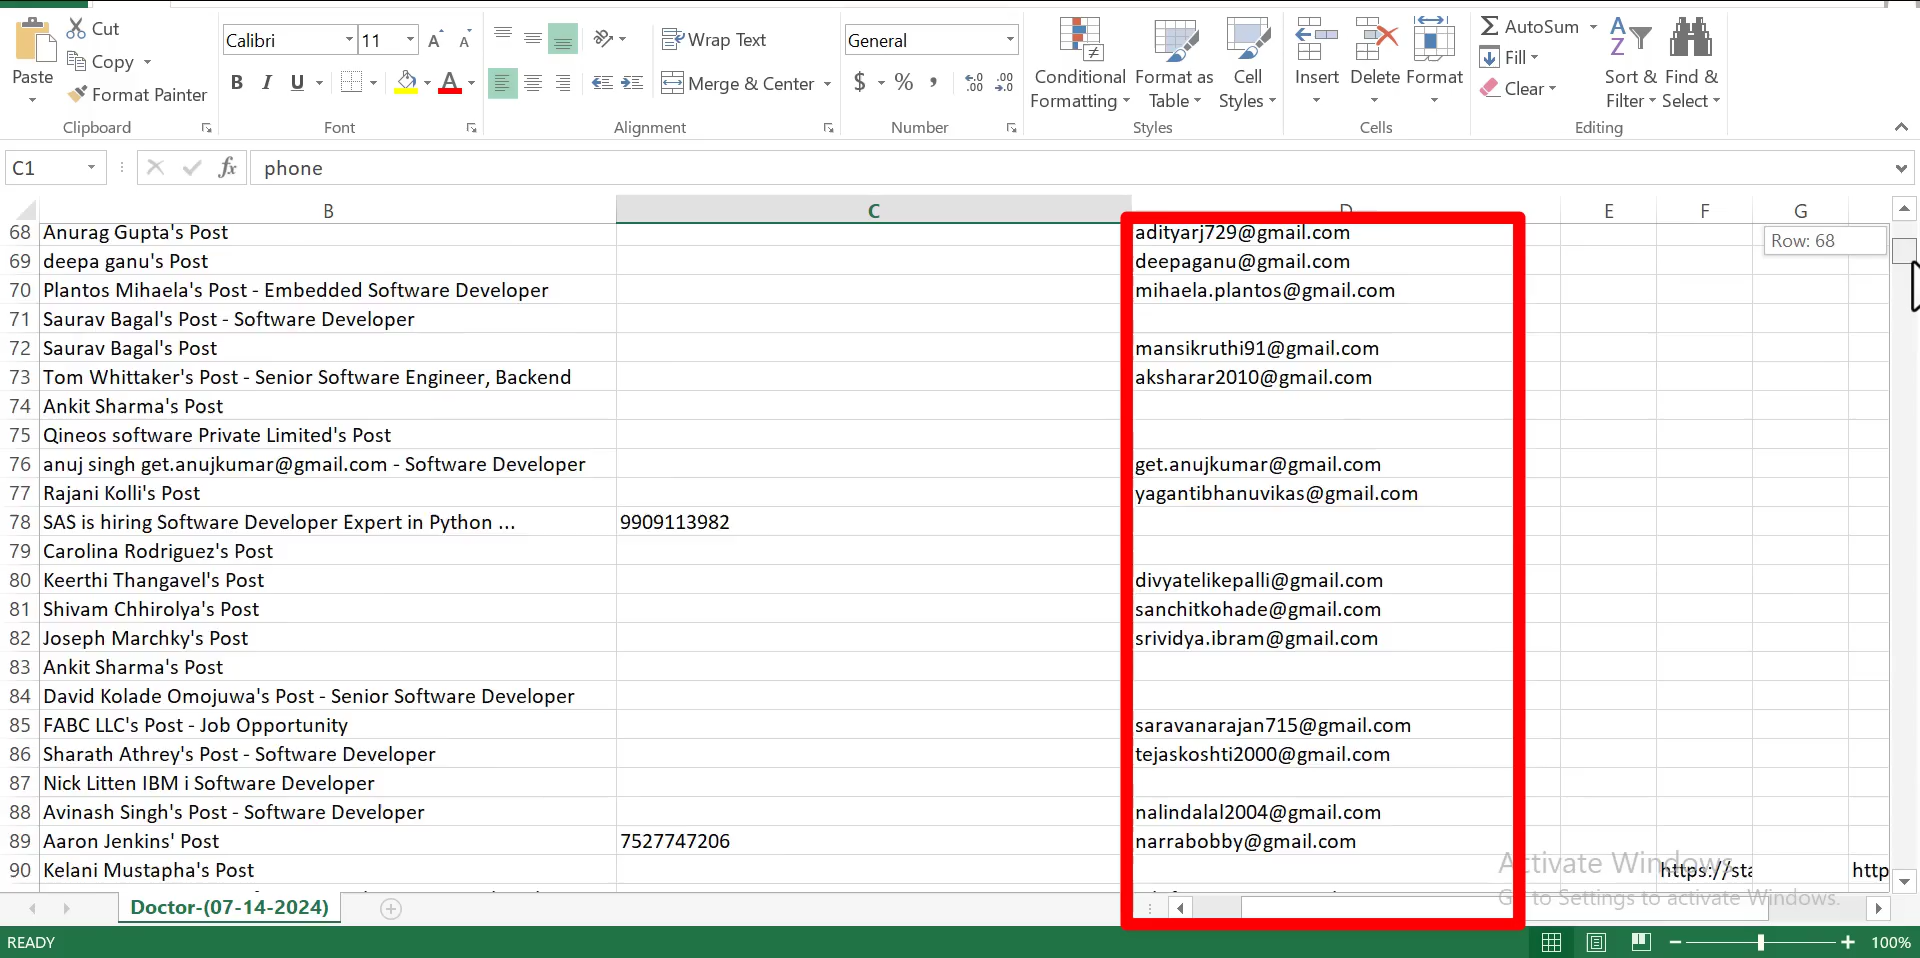 Cut
Copy
Format Painter
Paste
Clipboard
Calibri
11
A A
B I U
A
Font
Wrap Text
Merge & Center
Alignment
General
$ % ,
Number
Conditional Formatting
Format as Table
Cell Styles
Styles
Insert
Delete
Format
Cells
AutoSum
Fill
Clear
Sort & Filter
Find & Select
Editing
C1
fx
phone
B C D E F G
68 Anurag Gupta's Post adityarj729@gmail.com
Row: 68
69 deepa ganu's Post deepaganu@gmail.com
70 Plantos Mihaela's Post - Embedded Software Developer mihaela.plantos@gmail.com
71 Saurav Bagal's Post - Software Developer
72 Saurav Bagal's Post mansikruthi91@gmail.com
73 Tom Whittaker's Post - Senior Software Engineer, Backend aksharar2010@gmail.com
74 Ankit Sharma's Post
75 Qineos software Private Limited's Post
76 anuj singh get.anujkumar@gmail.com - Software Developer get.anujkumar@gmail.com
77 Rajani Kolli's Post yagantibhanuvikas@gmail.com
78 SAS is hiring Software Developer Expert in Python ... 9909113982
79 Carolina Rodriguez's Post
80 Keerthi Thangavel's Post divyatelikepalli@gmail.com
81 Shivam Chhirolya's Post sanchitkohade@gmail.com
82 Joseph Marchky's Post srividya.ibram@gmail.com
83 Ankit Sharma's Post
84 David Kolade Omojuwa's Post - Senior Software Developer
85 FABC LLC's Post - Job Opportunity saravanarajan715@gmail.com
86 Sharath Athrey's Post - Software Developer tejaskoshti2000@gmail.com
87 Nick Litten IBM i Software Developer
88 Avinash Singh's Post - Software Developer nalindalal2004@gmail.com
89 Aaron Jenkins' Post 7527747206 narrabobby@gmail.com
90 Kelani Mustapha's Post https://sta http
Activate Windows
Go to Settings to activate Windows.
Doctor-(07-14-2024)
READY
100%